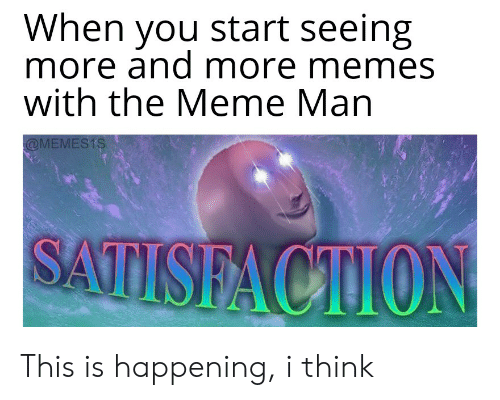 When you start seeing
more and more memes
with the Meme Man
@MEMES1S
SATISFACTION
This is happening, i think